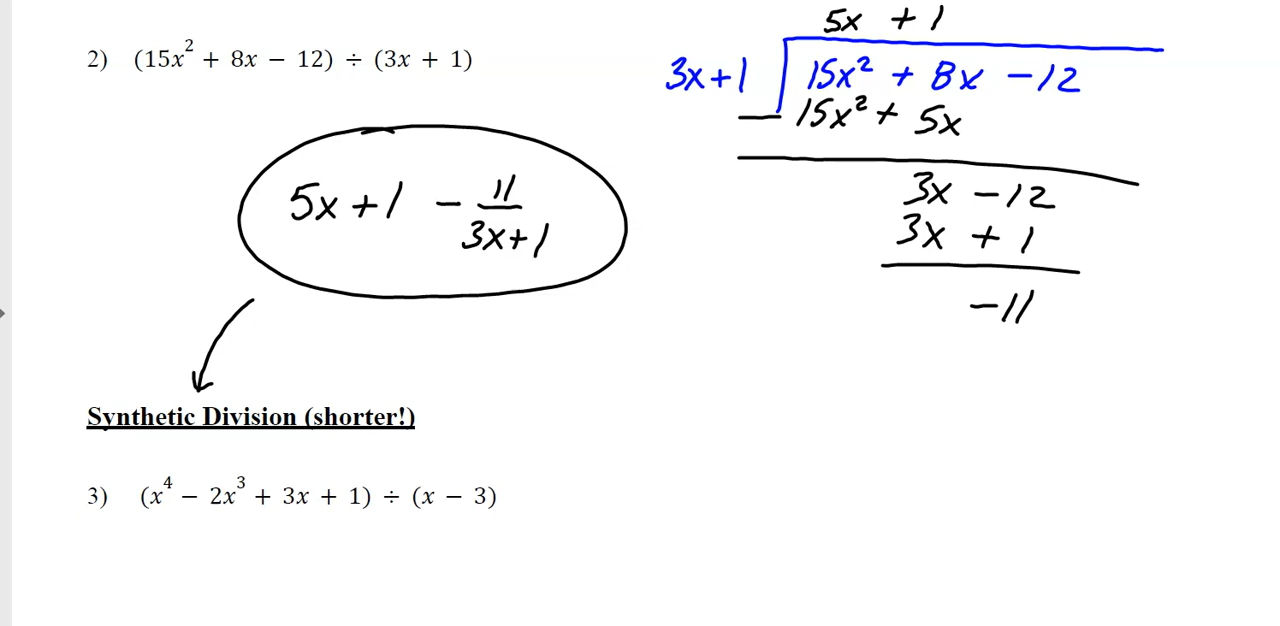 2) (15x² + 8x − 12) ÷ (3x + 1)
5x + 1
3x+1 15x² + 8x −12
− 15x² + 5x
3x − 12
3x + 1
−11
5x+1 − 11/3x+1
Synthetic Division (shorter!)
3) (x⁴ − 2x³ + 3x + 1) ÷ (x − 3)